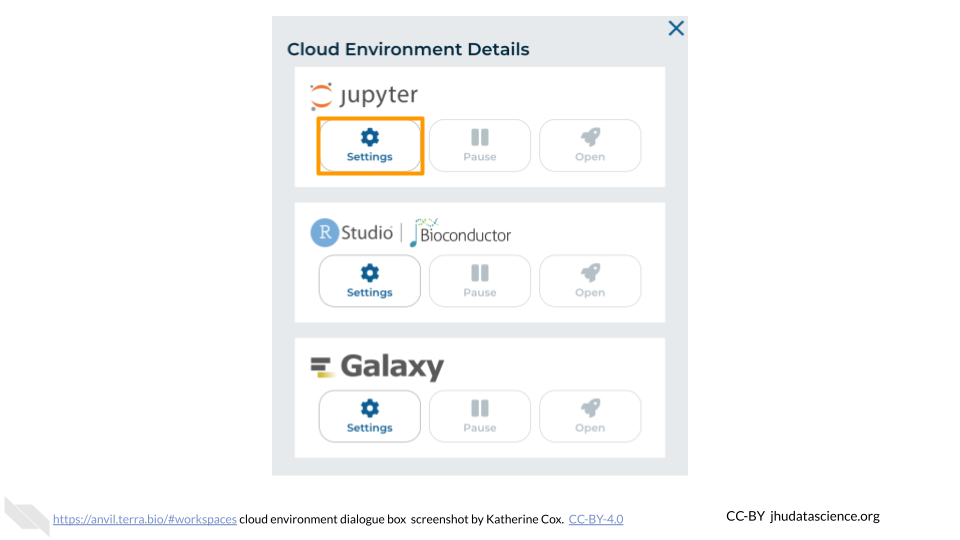 Cloud Environment Details
jupyter
Settings Pause Open
R Studio | Bioconductor
Settings Pause Open
Galaxy
Settings Pause Open
https://anvil.terra.bio/#workspaces cloud environment dialogue box screenshot by Katherine Cox. CC-BY-4.0
CC-BY jhudatascience.org